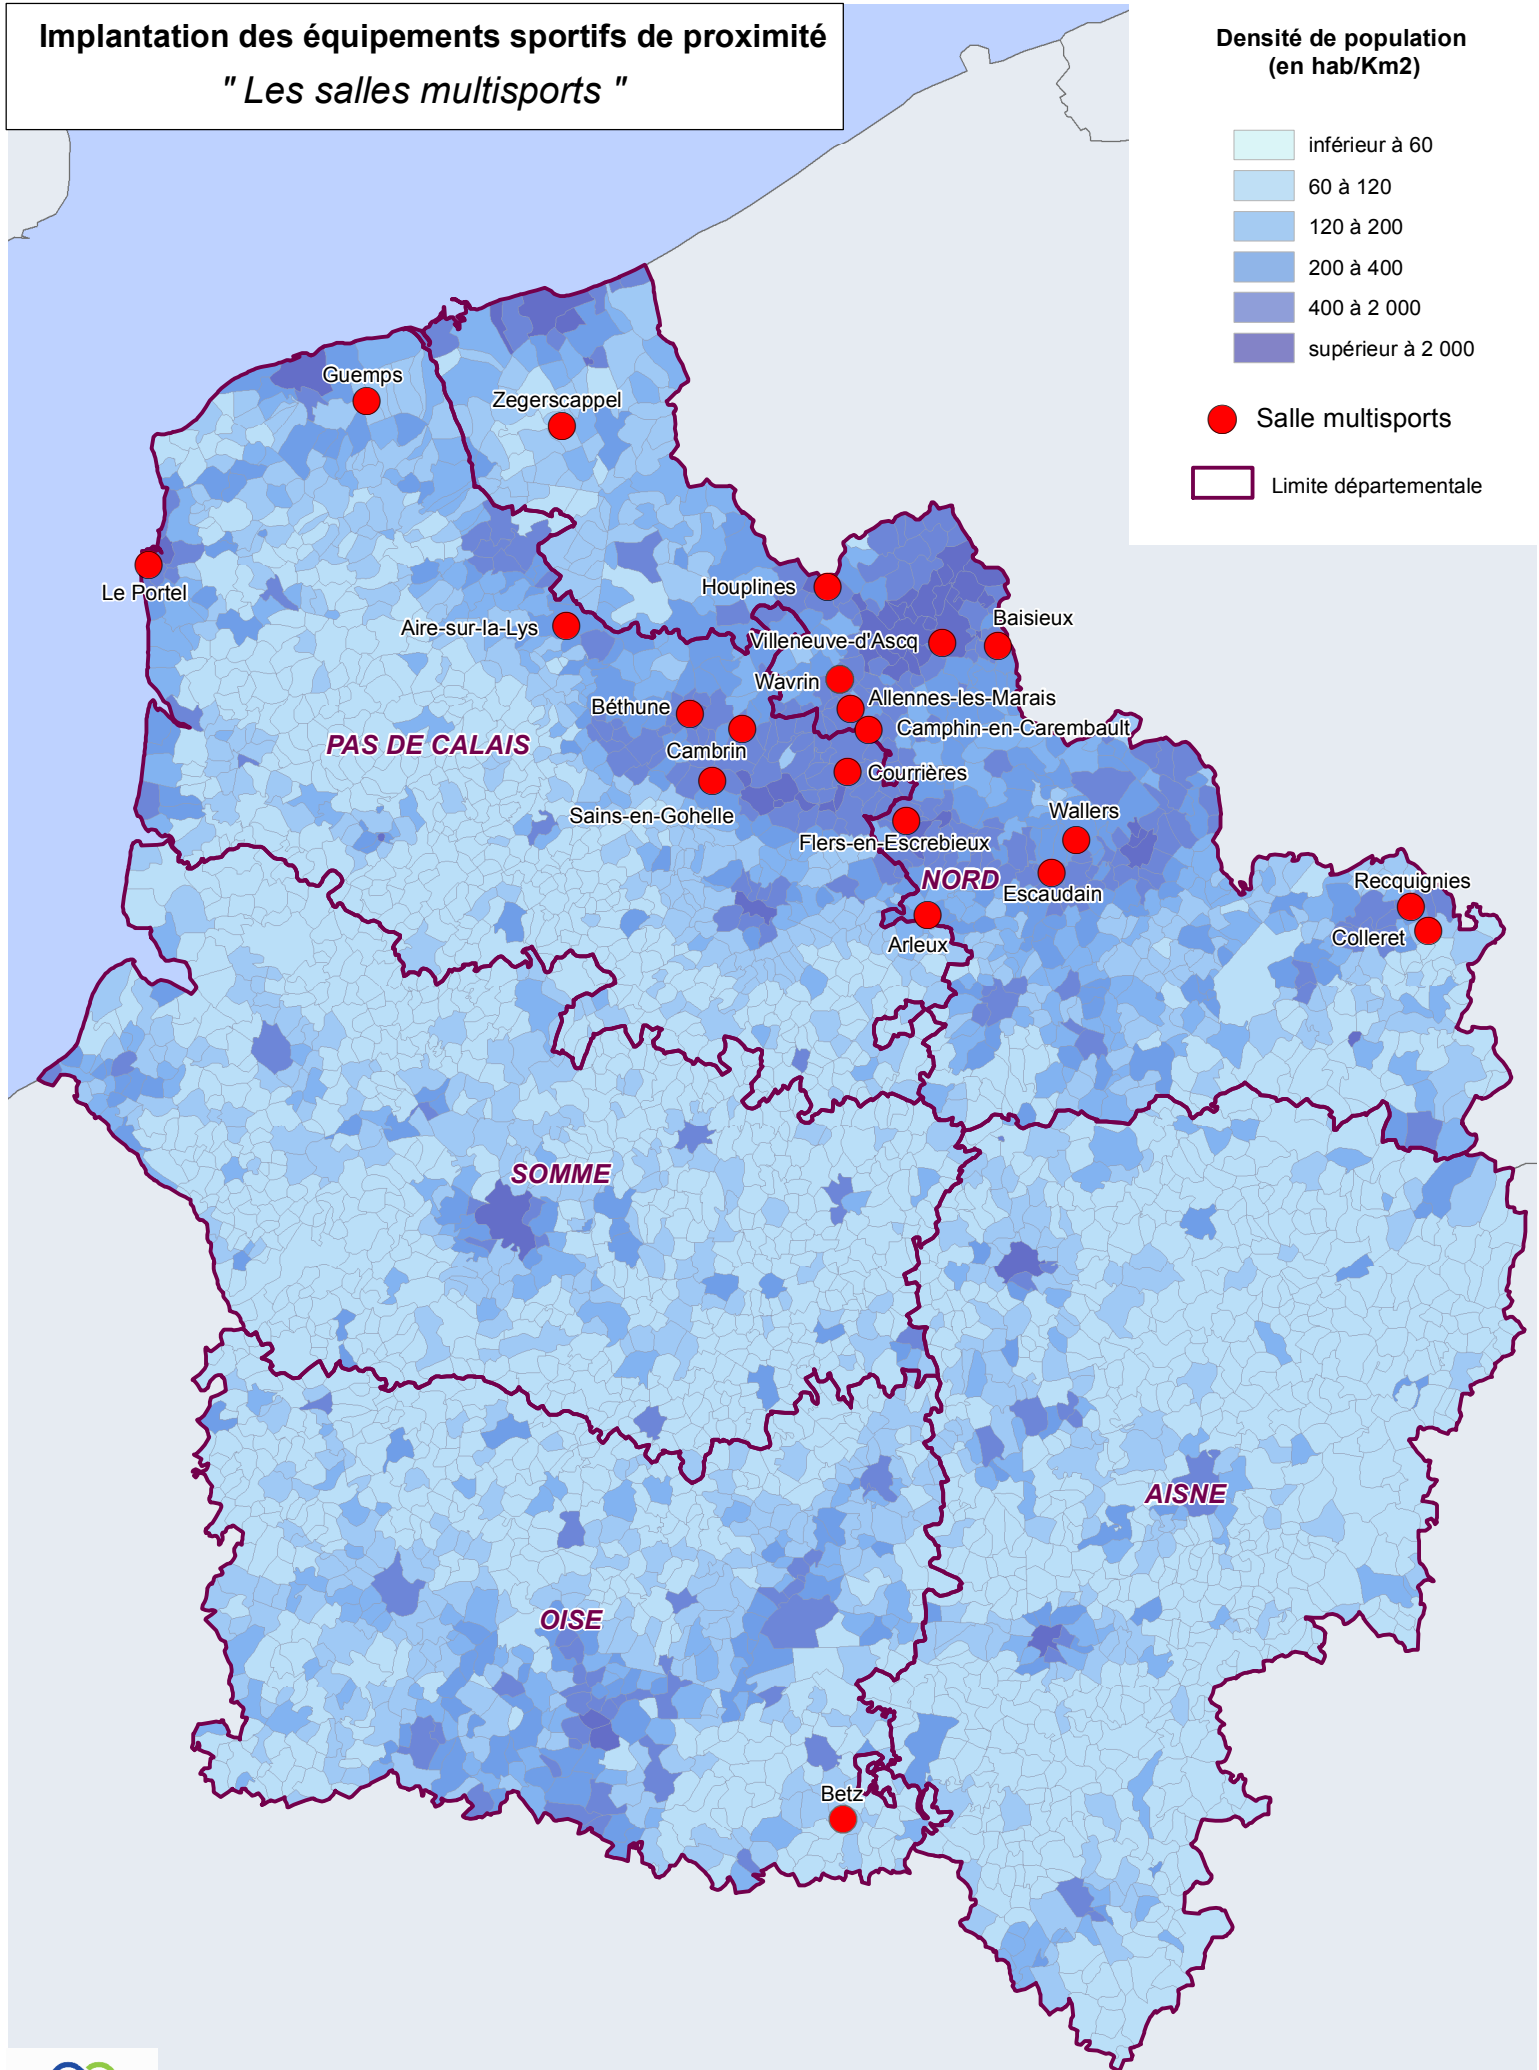 Implantation des équipements sportifs de proximité
" Les salles multisports "
Densité de population
(en hab/Km2)
inférieur à 60
60 à 120
120 à 200
200 à 400
400 à 2 000
supérieur à 2 000
Salle multisports
Limite départementale
Guemps
Zegerscappel
Le Portel
Houplines
Baisieux
Aire-sur-la-Lys
Villeneuve-d'Ascq
Wavrin
Allennes-les-Marais
Béthune
Camphin-en-Carembault
PAS DE CALAIS
Cambrin
Courrières
Sains-en-Gohelle
Wallers
Flers-en-Escrebieux
NORD
Escaudain
Recquignies
Colleret
Arleux
SOMME
AISNE
OISE
Betz